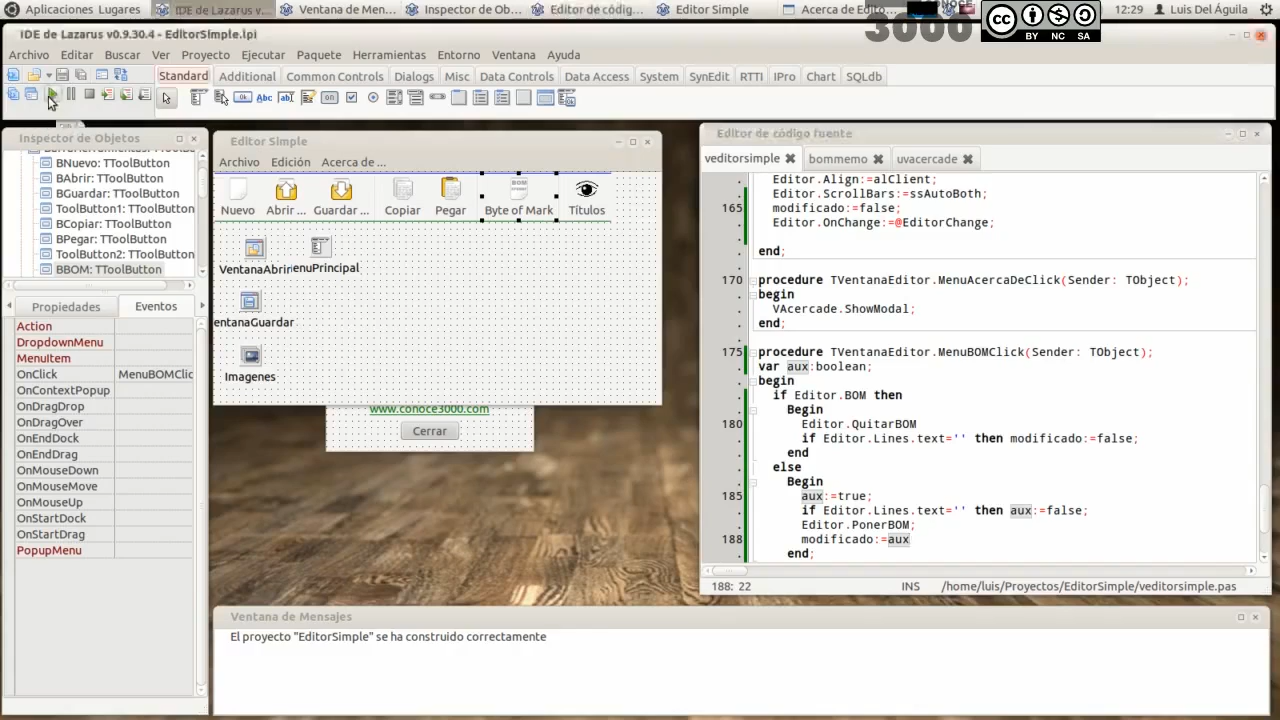 Aplicaciones Lugares IDE de Lazarus v... Ventana de Men... Inspector de Ob... Editor de códig... Editor Simple Acerca de Edito... 12:29 Luis Del Águila
3000
CC BY NC SA
IDE de Lazarus v0.9.30.4 - EditorSimple.lpi
Archivo Editar Buscar Ver Proyecto Ejecutar Paquete Herramientas Entorno Ventana Ayuda
Standard Additional Common Controls Dialogs Misc Data Controls Data Access System SynEdit RTTI IPro Chart SQLdb
Ok Abc ab| on
Inspector de Objetos
BNuevo: TToolButton
BAbrir: TToolButton
BGuardar: TToolButton
ToolButton1: TToolButton
BCopiar: TToolButton
BPegar: TToolButton
ToolButton2: TToolButton
BBOM: TToolButton
Propiedades Eventos
Action
DropdownMenu
MenuItem
OnClick MenuBOMClic
OnContextPopup
OnDragDrop
OnDragOver
OnEndDock
OnEndDrag
OnMouseDown
OnMouseMove
OnMouseUp
OnStartDock
OnStartDrag
PopupMenu
Editor Simple
Archivo Edición Acerca de ...
BOM
Nuevo Abrir ... Guardar ... Copiar Pegar Byte of Mark Títulos
VentanaAbrir enuPrincipal
entanaGuardar
Imagenes
www.conoce3000.com
Cerrar
Editor de código fuente
veditorsimple bommemo uvacercade
Editor.Align:=alClient;
Editor.ScrollBars:=ssAutoBoth;
165 modificado:=false;
Editor.OnChange:=@EditorChange;
end;
170 procedure TVentanaEditor.MenuAcercaDeClick(Sender: TObject);
begin
VAcercade.ShowModal;
end;
175 procedure TVentanaEditor.MenuBOMClick(Sender: TObject);
var aux:boolean;
begin
if Editor.BOM then
Begin
180 Editor.QuitarBOM
if Editor.Lines.text='' then modificado:=false;
end
else
Begin
185 aux:=true;
if Editor.Lines.text='' then aux:=false;
Editor.PonerBOM;
188 modificado:=aux
end;
188: 22 INS /home/luis/Proyectos/EditorSimple/veditorsimple.pas
Ventana de Mensajes
El proyecto "EditorSimple" se ha construido correctamente